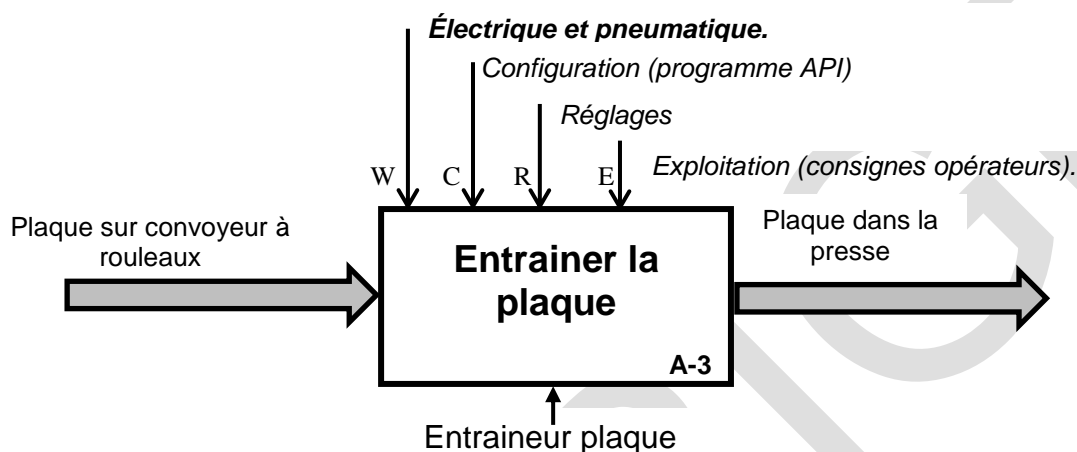 Électrique et pneumatique.
Configuration (programme API)
Réglages
W C R E Exploitation (consignes opérateurs).
Plaque sur convoyeur à
rouleaux
Entrainer la
plaque
A-3
Plaque dans la
presse
Entraineur plaque